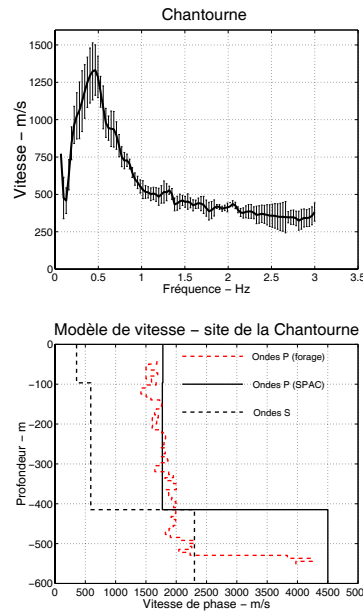 Chantourne
1500
1250
1000
750
500
250
0
Vitesse – m/s
0 0.5 1 1.5 2 2.5 3 3.5
Fréquence – Hz
Modèle de vitesse – site de la Chantourne
0
−100
−200
−300
−400
−500
−600
Profondeur – m
Ondes P (forage)
Ondes P (SPAC)
Ondes S
0 500 1000 1500 2000 2500 3000 3500 4000 4500 500
Vitesse de phase – m/s